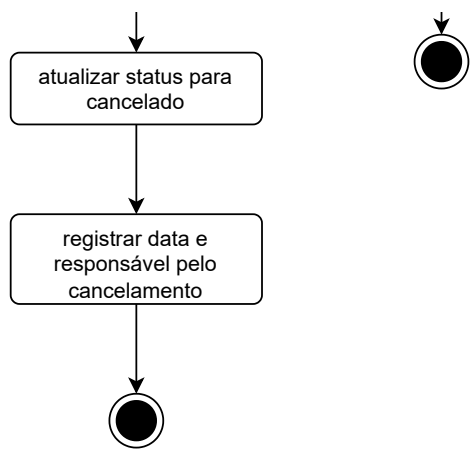 atualizar status para
cancelado
registrar data e
responsável pelo
cancelamento